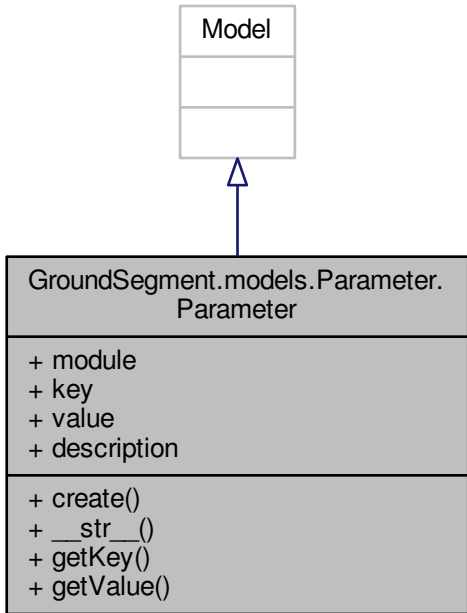 Model
GroundSegment.models.Parameter.
Parameter
+ module
+ key
+ value
+ description
+ create()
+ __str__()
+ getKey()
+ getValue()